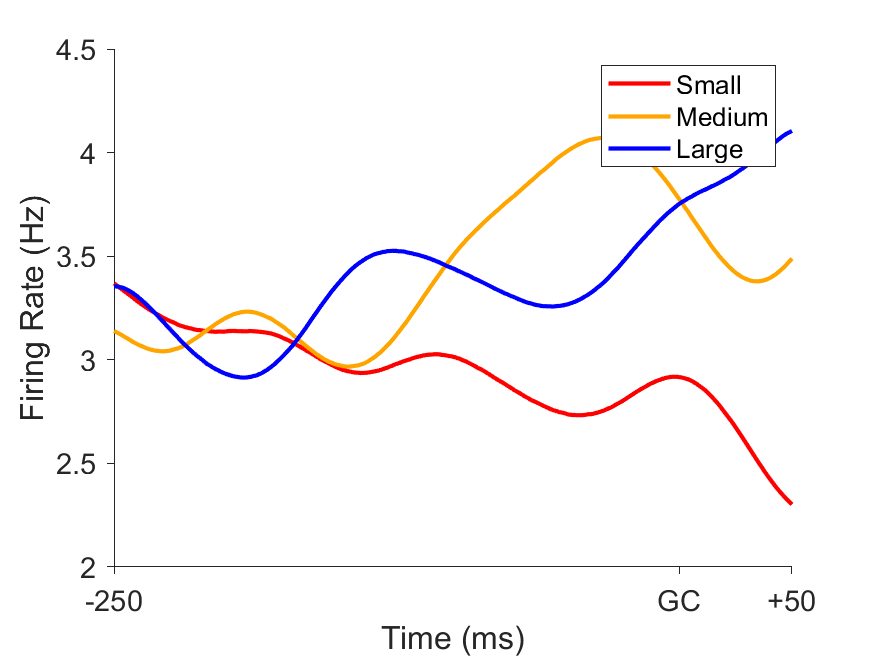 4.5
4
3.5
3
2.5
2
Firing Rate (Hz)
Small
Medium
Large
-250
GC
+50
Time (ms)